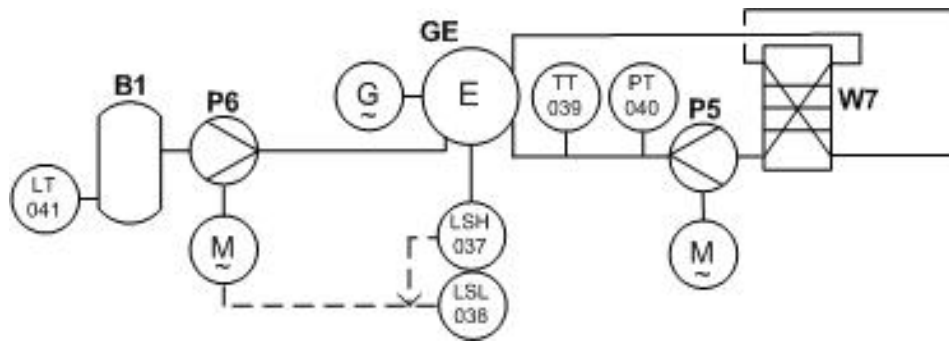 GE
B1
P6
G
~
E
TT
039
PT
040
P5
W7
LT
041
M
~
LSH
037
M
~
LSL
038